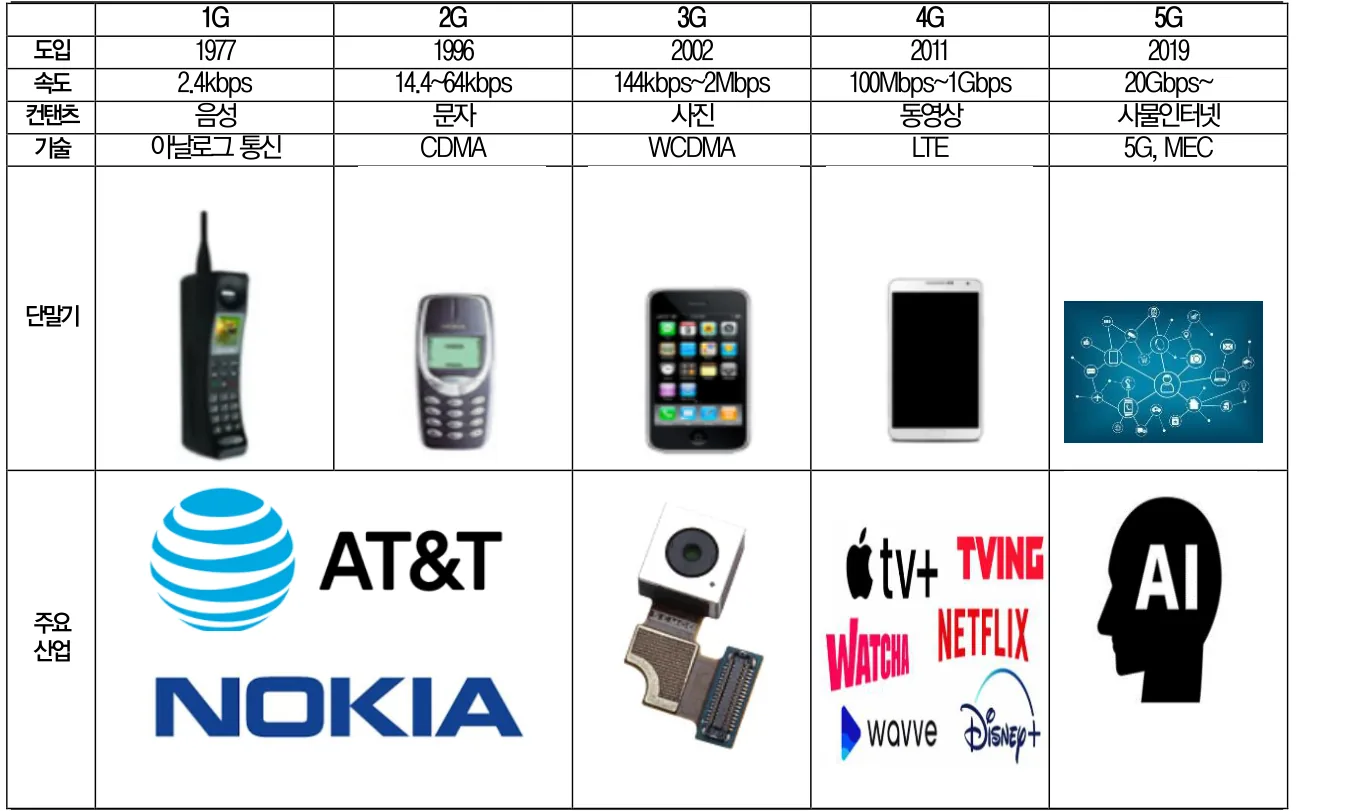 1G 2G 3G 4G 5G
도입 1977 1996 2002 2011 2019
속도 2.4kbps 14.4~64kbps 144kbps~2Mbps 100Mbps~1Gbps 20Gbps~
컨탠츠 음성 문자 사진 동영상 사물인터넷
기술 아날로그 통신 CDMA WCDMA LTE 5G, MEC
단말기
NOKIA
주요
산업
AT&T
NOKIA
tv+
TVING
WATCHA
NETFLIX
wavve
Disney+
AI